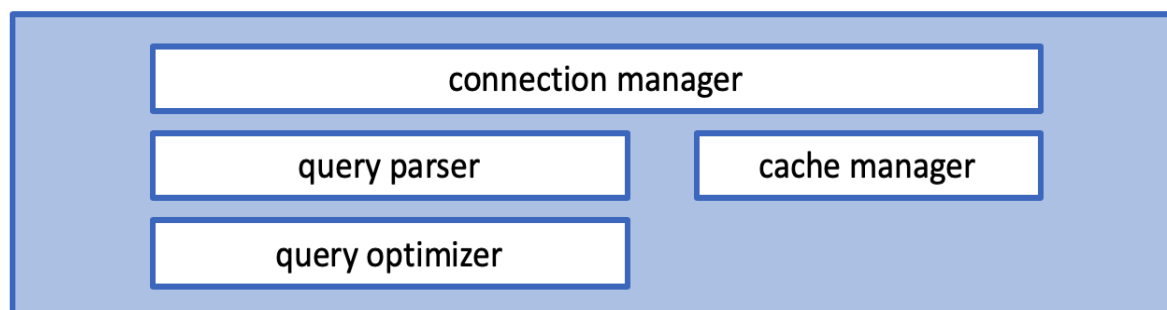 connection manager
query parser
cache manager
query optimizer